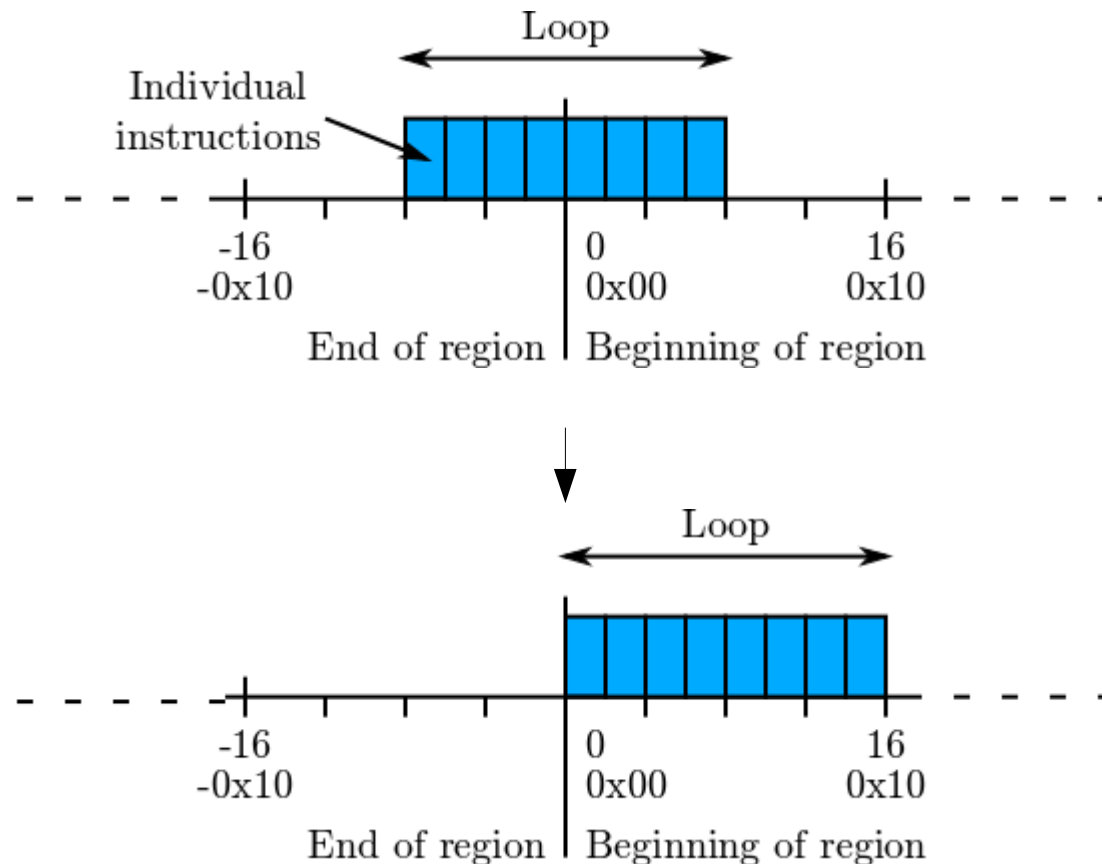 Loop
Individual
instructions
-16 0 16
-0x10 0x00 0x10
End of region Beginning of region
Loop
-16 0 16
-0x10 0x00 0x10
End of region Beginning of region